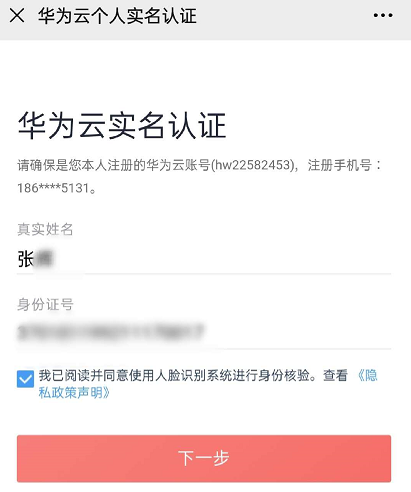 华为云个人实名认证
华为云实名认证
请确保是您本人注册的华为云账号(hw22582453)，注册手机号：
186****5131。
真实姓名
张
身份证号
我已阅读并同意使用人脸识别系统进行身份核验。查看《隐
私政策声明》
下一步